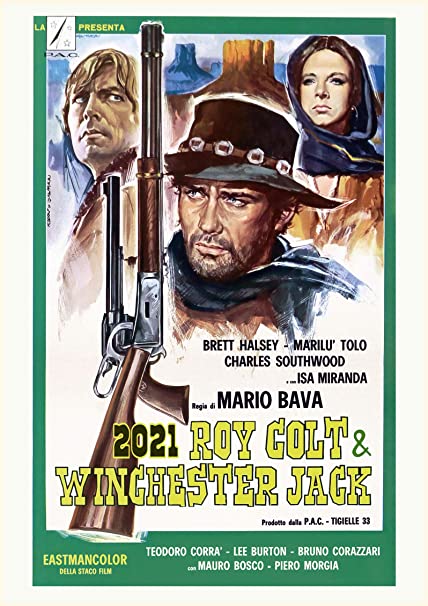 LA PRESENTA
P.A.C.
BRETT HALSEY - MARILU' TOLO
CHARLES SOUTHWOOD
e con ISA MIRANDA
Regia di MARIO BAVA
2021 ROY COLT &
WINCHESTER JACK
Prodotto dalla P.A.C. - TIGIELLE 33
EASTMANCOLOR
DELLA STACO FILM
TEODORO CORRA' - LEE BURTON - BRUNO CORAZZARI
con MAURO BOSCO - PIERO MORGIA